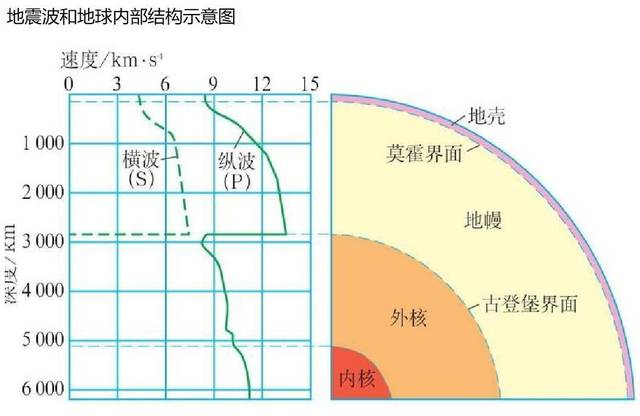 地震波和地球内部结构示意图
速度/km·s⁻¹
0 3 6 9 12 15
1 000
2 000
3 000
4 000
5 000
6 000
深度/km
横波
(S)
纵波
(P)
地壳
莫霍界面
地幔
古登堡界面
外核
内核